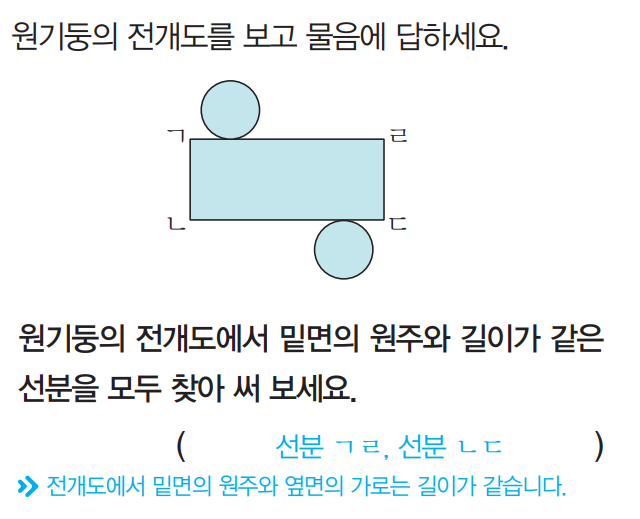 원기둥의 전개도를 보고 물음에 답하세요.
ㄱ ㄹ
ㄴ ㄷ
원기둥의 전개도에서 밑면의 원주와 길이가 같은
선분을 모두 찾아 써 보세요.
( 선분 ㄱㄹ, 선분 ㄴㄷ )
전개도에서 밑면의 원주와 옆면의 가로는 길이가 같습니다.